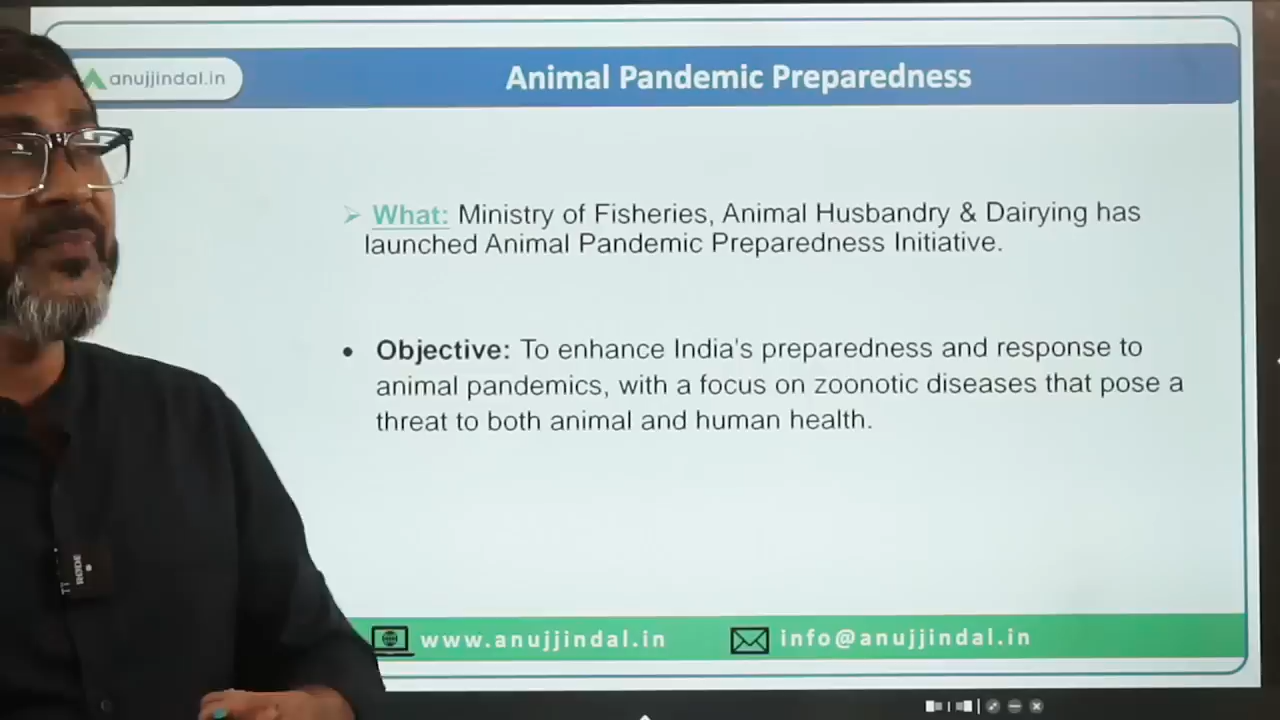 anujjindal.in
Animal Pandemic Preparedness
➢ What: Ministry of Fisheries, Animal Husbandry & Dairying has
launched Animal Pandemic Preparedness Initiative.
• Objective: To enhance India's preparedness and response to
animal pandemics, with a focus on zoonotic diseases that pose a
threat to both animal and human health.
RØDE
www.anujjindal.in
info@anujjindal.in